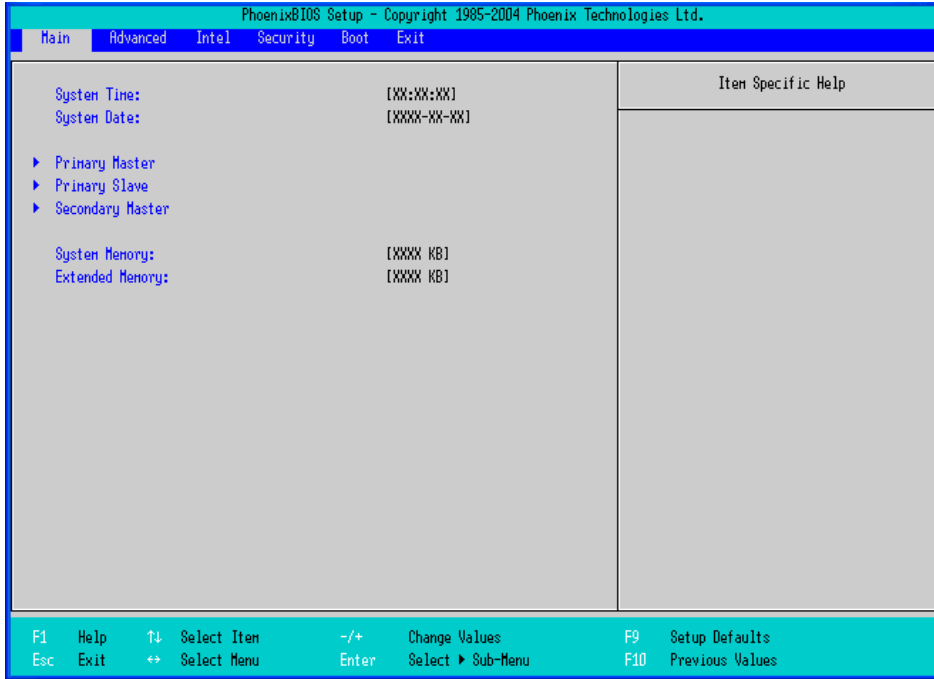 PhoenixBIOS Setup - Copyright 1985-2004 Phoenix Technologies Ltd.
Main Advanced Intel Security Boot Exit
System Time: [XX:XX:XX]
System Date: [XXXX-XX-XX]
Primary Master
Primary Slave
Secondary Master
System Memory: [XXXX KB]
Extended Memory: [XXXX KB]
Item Specific Help
F1 Help ↑↓ Select Item -/+ Change Values F9 Setup Defaults
Esc Exit ↔ Select Menu Enter Select ▶ Sub-Menu F10 Previous Values